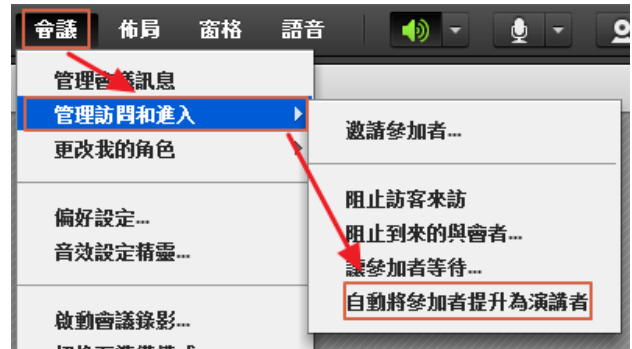 會議 佈局 窗格 語音
管理會議訊息
管理訪問和進入
更改我的角色
偏好設定...
音效設定精靈...
啟動會議錄影...
邀請參加者...
阻止訪客來訪
阻止到來的與會者...
讓參加者等待...
自動將參加者提升為演講者